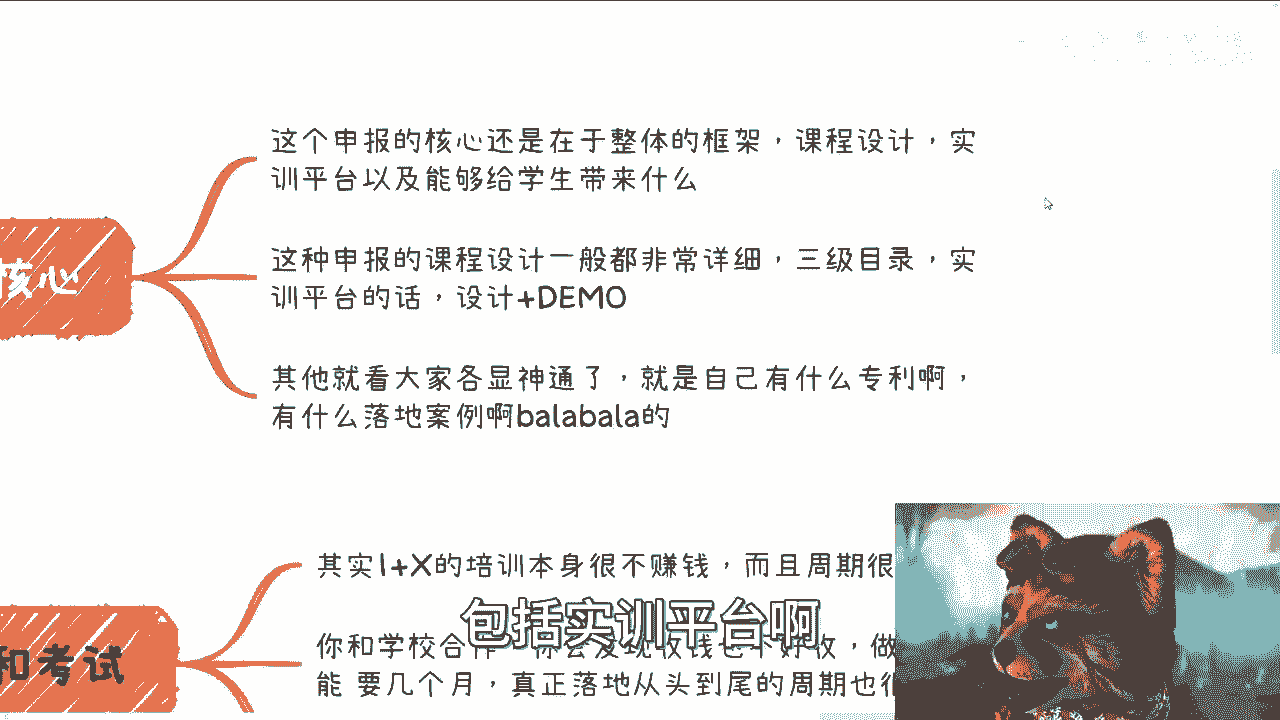 这个申报的核心还是在于整体的框架，课程设计，实
训平台以及能够给学生带来什么
核心
这种申报的课程设计一般都非常详细，三级目录，实
训平台的话，设计+DEMO
其他就看大家各显神通了，就是自己有什么专利啊，
有什么落地案例啊balabala的
其实1+X的培训本身很不赚钱，而且周期很
包括实训平台啊
和考试
你和学校合作，你会发现收钱也不好收，做
能 要几个月，真正落地从头到尾的周期也很